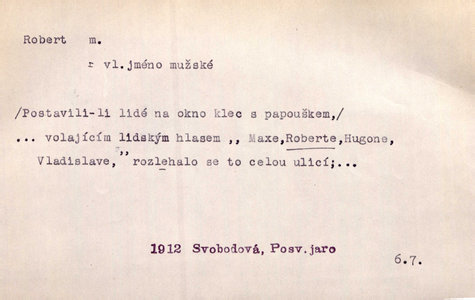 Robert m.
r vl.jméno mužské
/Postavili-li lidé na okno klec s papouškem,/
... volajícím lidským hlasem ,, Maxe,Roberte,Hugone,
Vladislave,,, rozlehalo se to celou ulicí;...
1912 Svobodová, Posv.jaro
6.7.